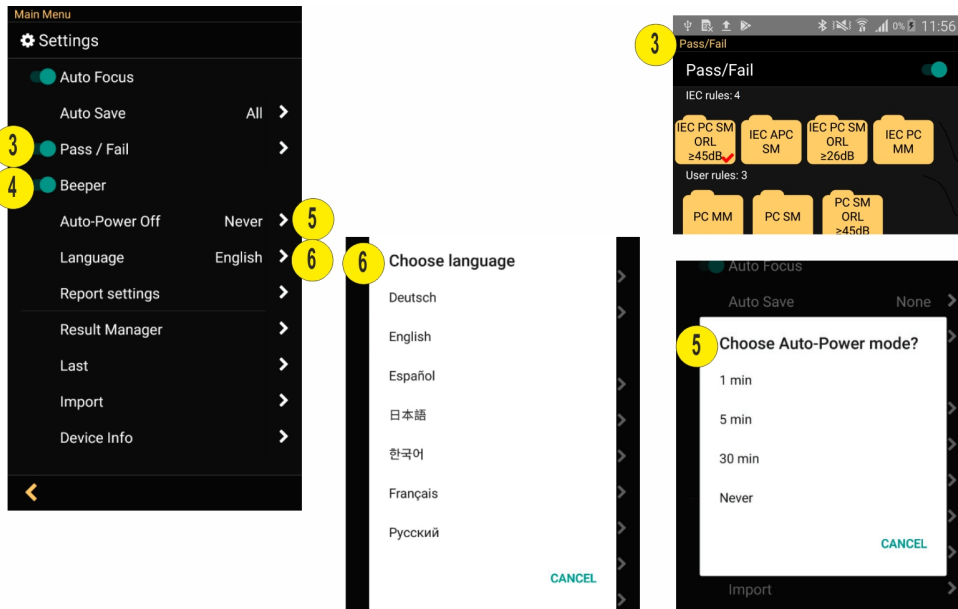 Main Menu
Settings
Auto Focus
Auto Save All
3 Pass / Fail
4 Beeper
Auto-Power Off Never 5
Language English 6
Report settings
Result Manager
Last
Import
Device Info
6 Choose language
Deutsch
English
Español
日本語
한국어
Français
Русский
CANCEL
0% 11:56
3 Pass/Fail
Pass/Fail
IEC rules: 4
IEC PC SM
ORL
≥45dB
IEC APC
SM
IEC PC SM
ORL
≥26dB
IEC PC
MM
User rules: 3
PC MM
PC SM
PC SM
ORL
≥45dB
Auto Focus
Auto Save None
5 Choose Auto-Power mode?
1 min
5 min
30 min
Never
CANCEL
Import